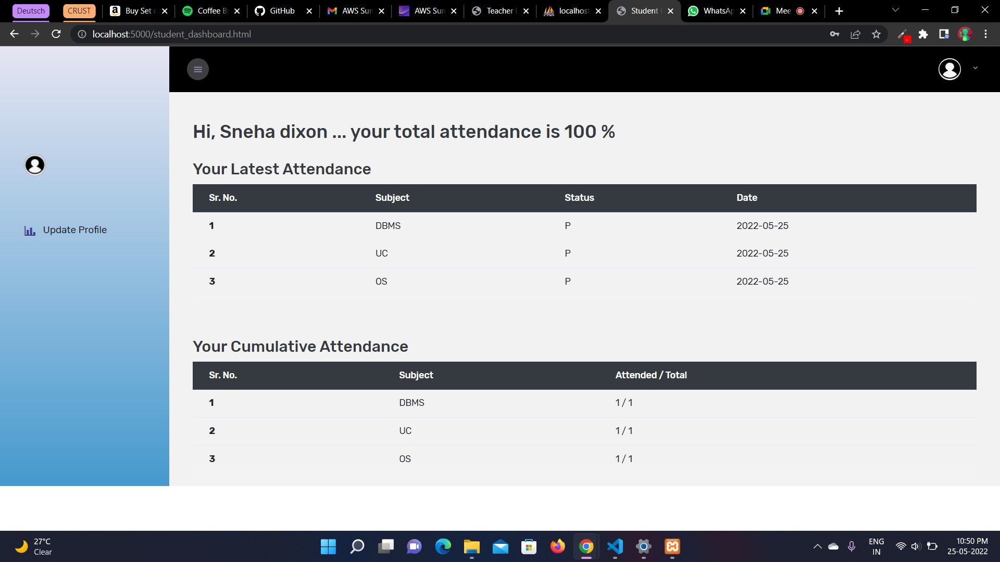 Deutsch CRUST Buy Set Coffee B GitHub AWS Sum AWS Sum Teacher localhost Student WhatsAp Mee
localhost:5000/student_dashboard.html
Hi, Sneha dixon ... your total attendance is 100 %
Your Latest Attendance
Sr. No. Subject Status Date
1 DBMS P 2022-05-25
Update Profile
2 UC P 2022-05-25
3 OS P 2022-05-25
Your Cumulative Attendance
Sr. No. Subject Attended / Total
1 DBMS 1 / 1
2 UC 1 / 1
3 OS 1 / 1
27°C
Clear
ENG
IN
10:50 PM
25-05-2022